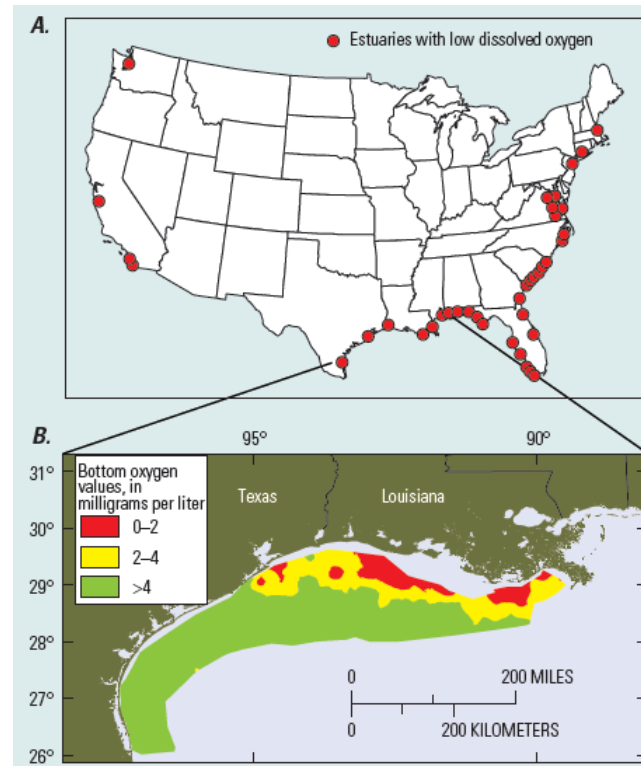 A.
Estuaries with low dissolved oxygen
B.
95° 90°
31°
30°
29°
28°
27°
26°
Bottom oxygen
values, in
milligrams per liter
0–2
2–4
>4
Texas Louisiana
0 200 MILES
0 200 KILOMETERS